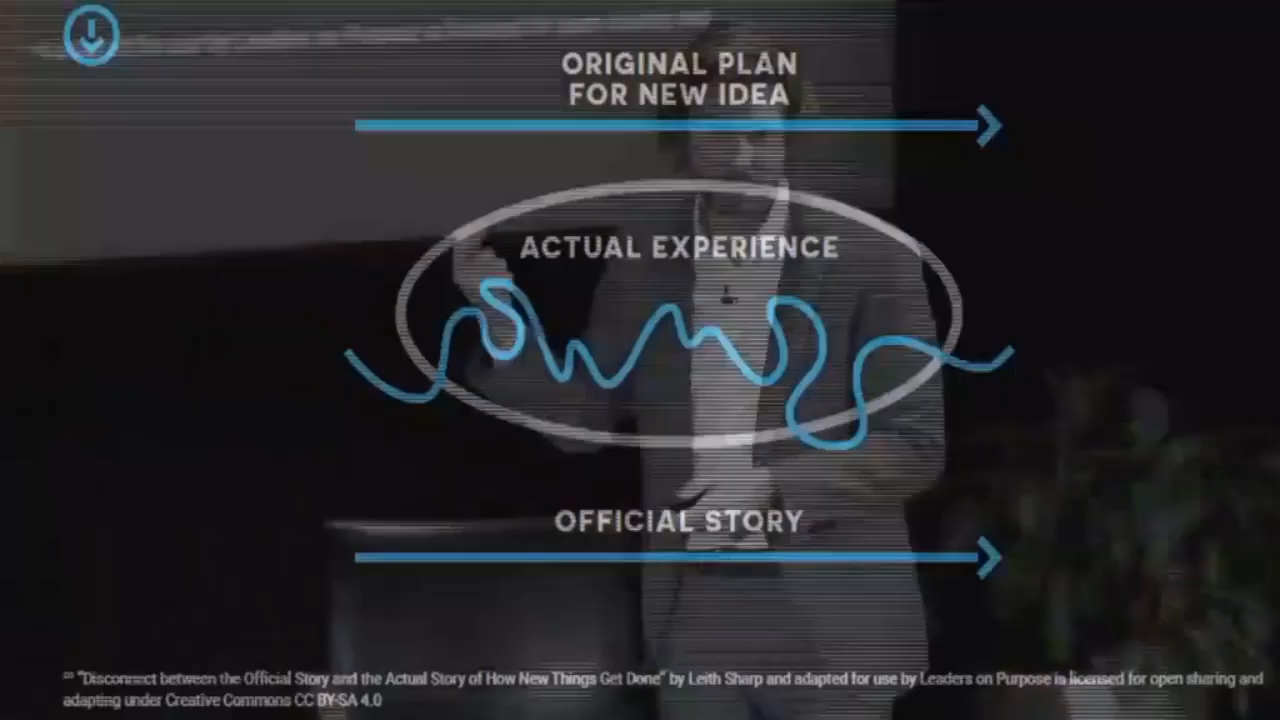 ORIGINAL PLAN
FOR NEW IDEA
ACTUAL EXPERIENCE
OFFICIAL STORY
"Disconnect between the Official Story and the Actual Story of How New Things Get Done" by Leith Sharp and adapted for use by Leaders on Purpose is licensed for open sharing and
adapting under Creative Commons CC BY-SA 4.0